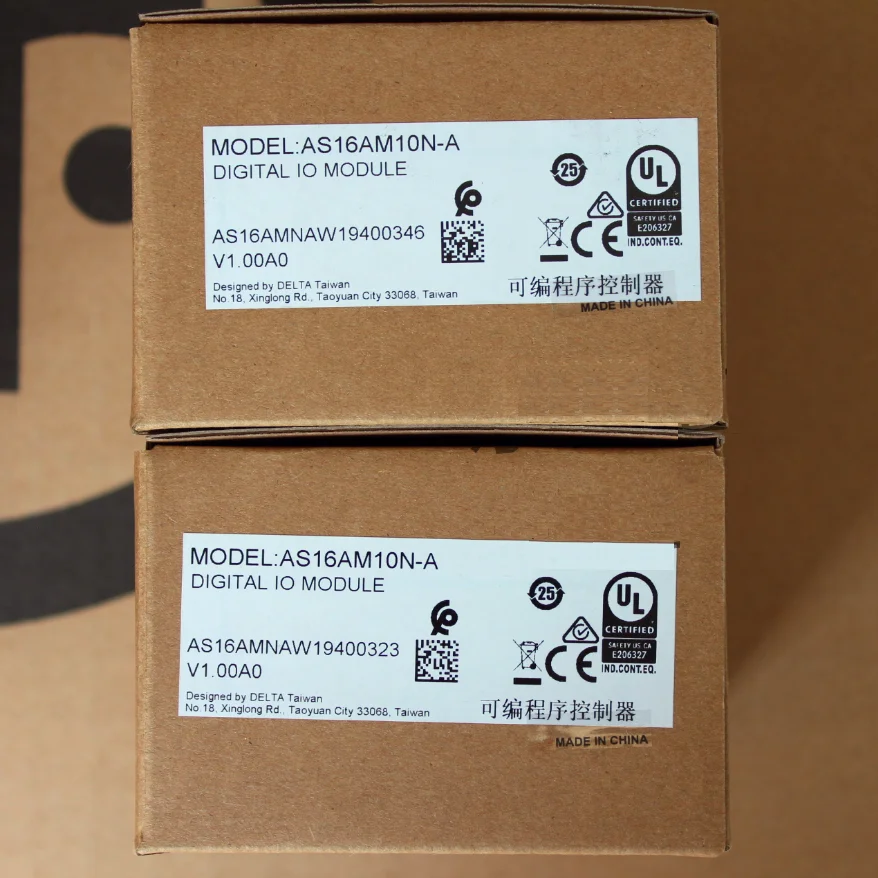 MODEL:AS16AM10N-A
DIGITAL IO MODULE
AS16AMNAW19400346
V1.00A0
Designed by DELTA Taiwan
No.18, Xinglong Rd., Taoyuan City 33068, Taiwan
25
UL
CERTIFIED
SAFETY US CA
E206327
IND.CONT.EQ.
CE
可编程序控制器
MADE IN CHINA
MODEL:AS16AM10N-A
DIGITAL IO MODULE
AS16AMNAW19400323
V1.00A0
Designed by DELTA Taiwan
No.18, Xinglong Rd., Taoyuan City 33068, Taiwan
25
UL
CERTIFIED
SAFETY US CA
E206327
IND.CONT.EQ.
CE
可编程序控制器
MADE IN CHINA